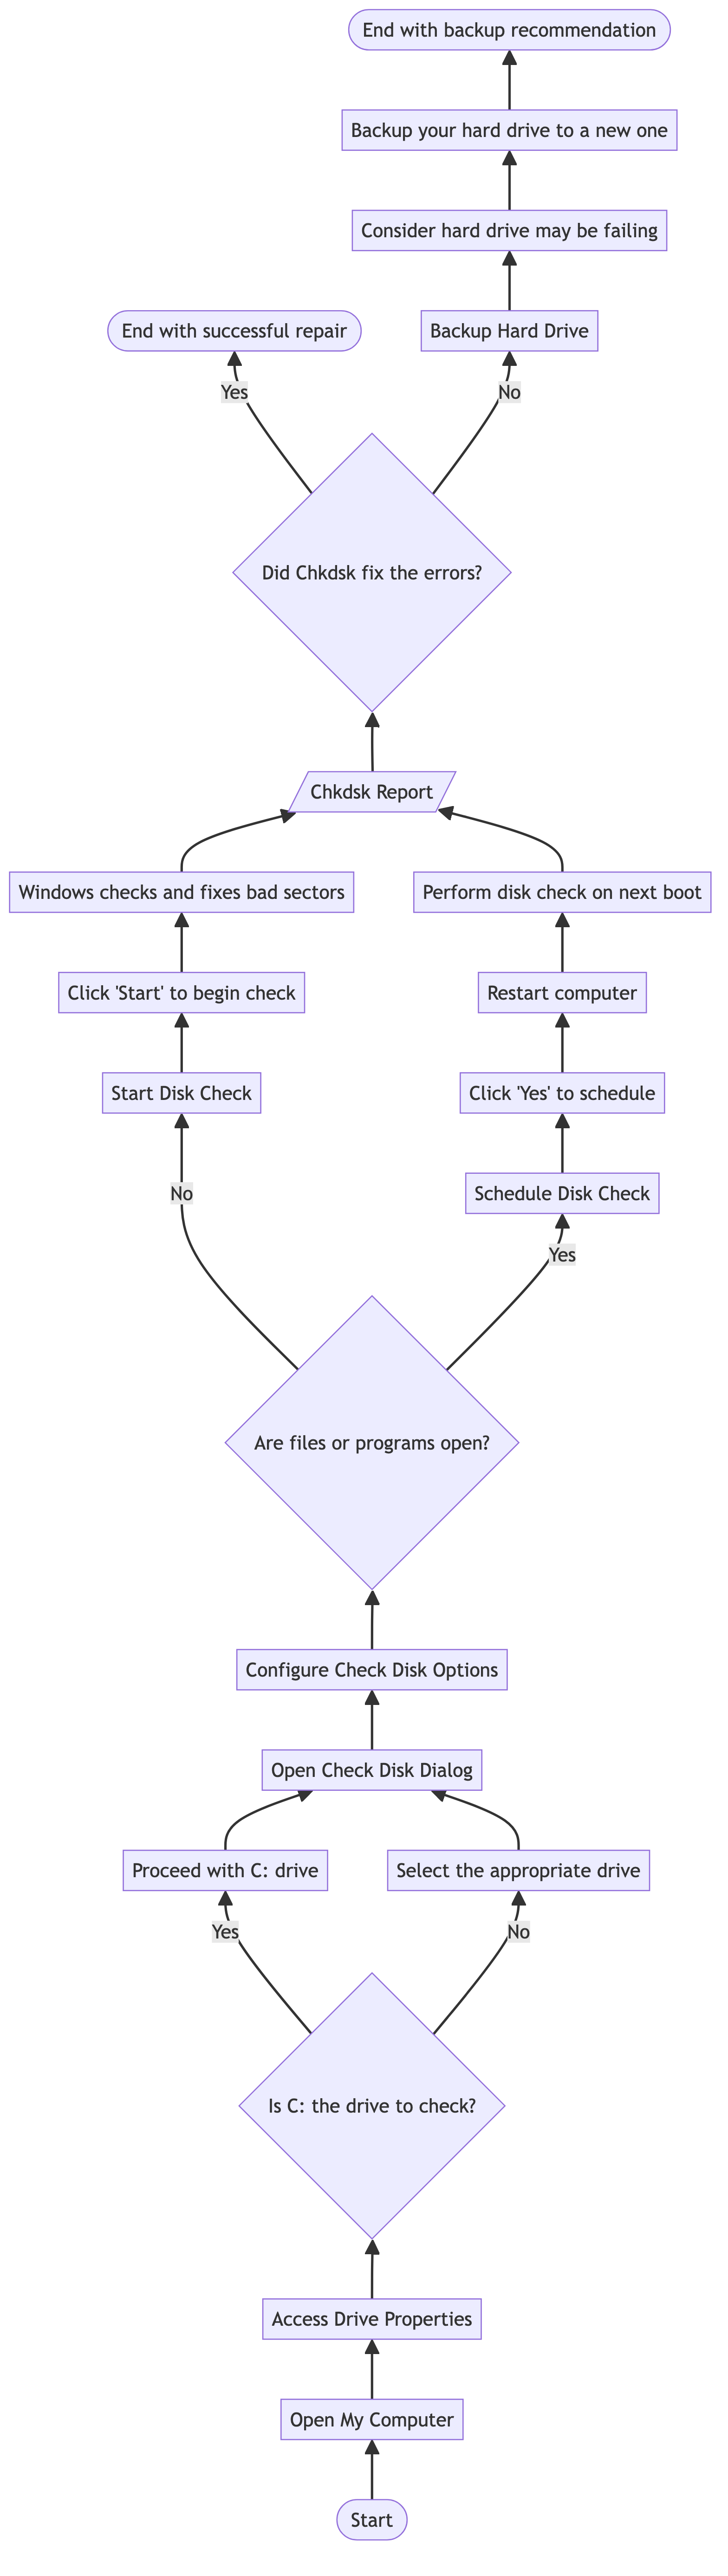 End with backup recommendation
Backup your hard drive to a new one
Consider hard drive may be failing
End with successful repair
Backup Hard Drive
Yes
No
Did Chkdsk fix the errors?
Chkdsk Report
Windows checks and fixes bad sectors
Perform disk check on next boot
Click 'Start' to begin check
Restart computer
Start Disk Check
Click 'Yes' to schedule
No
Schedule Disk Check
Yes
Are files or programs open?
Configure Check Disk Options
Open Check Disk Dialog
Proceed with C: drive
Select the appropriate drive
Yes
No
Is C: the drive to check?
Access Drive Properties
Open My Computer
Start